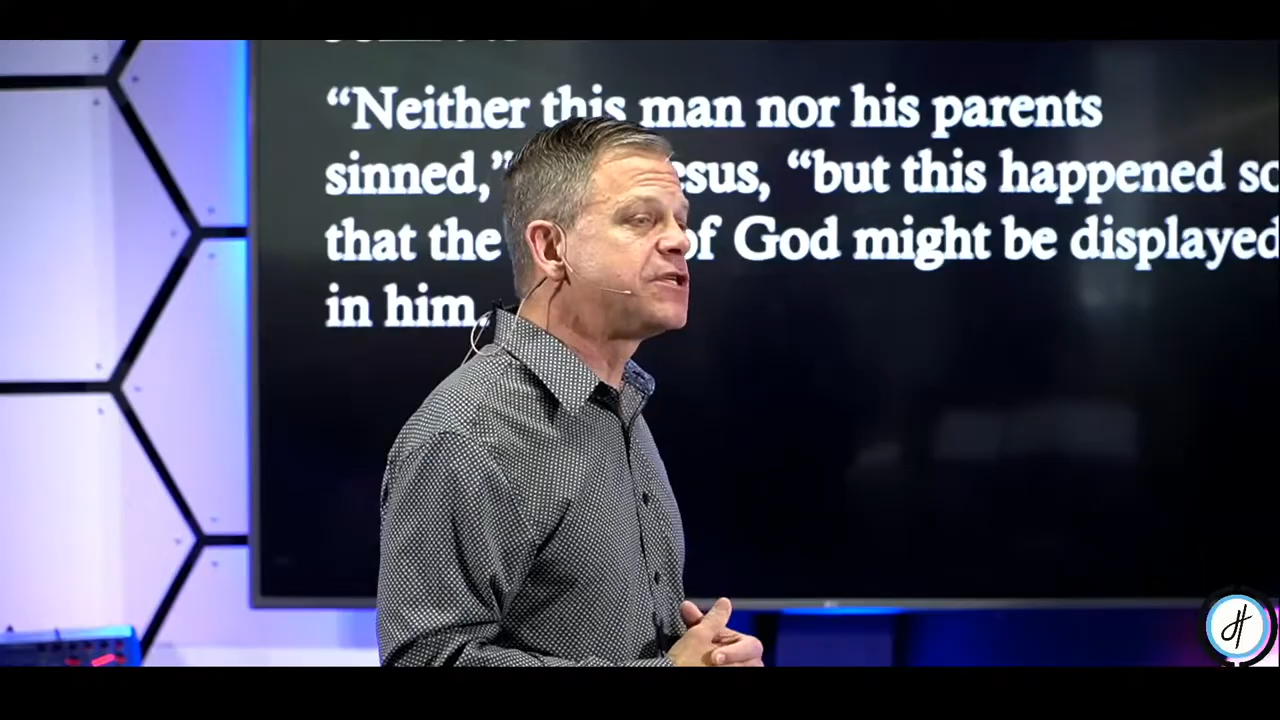 “Neither this man nor his parents
sinned,” esus, “but this happened so
that the of God might be displayed
in him.